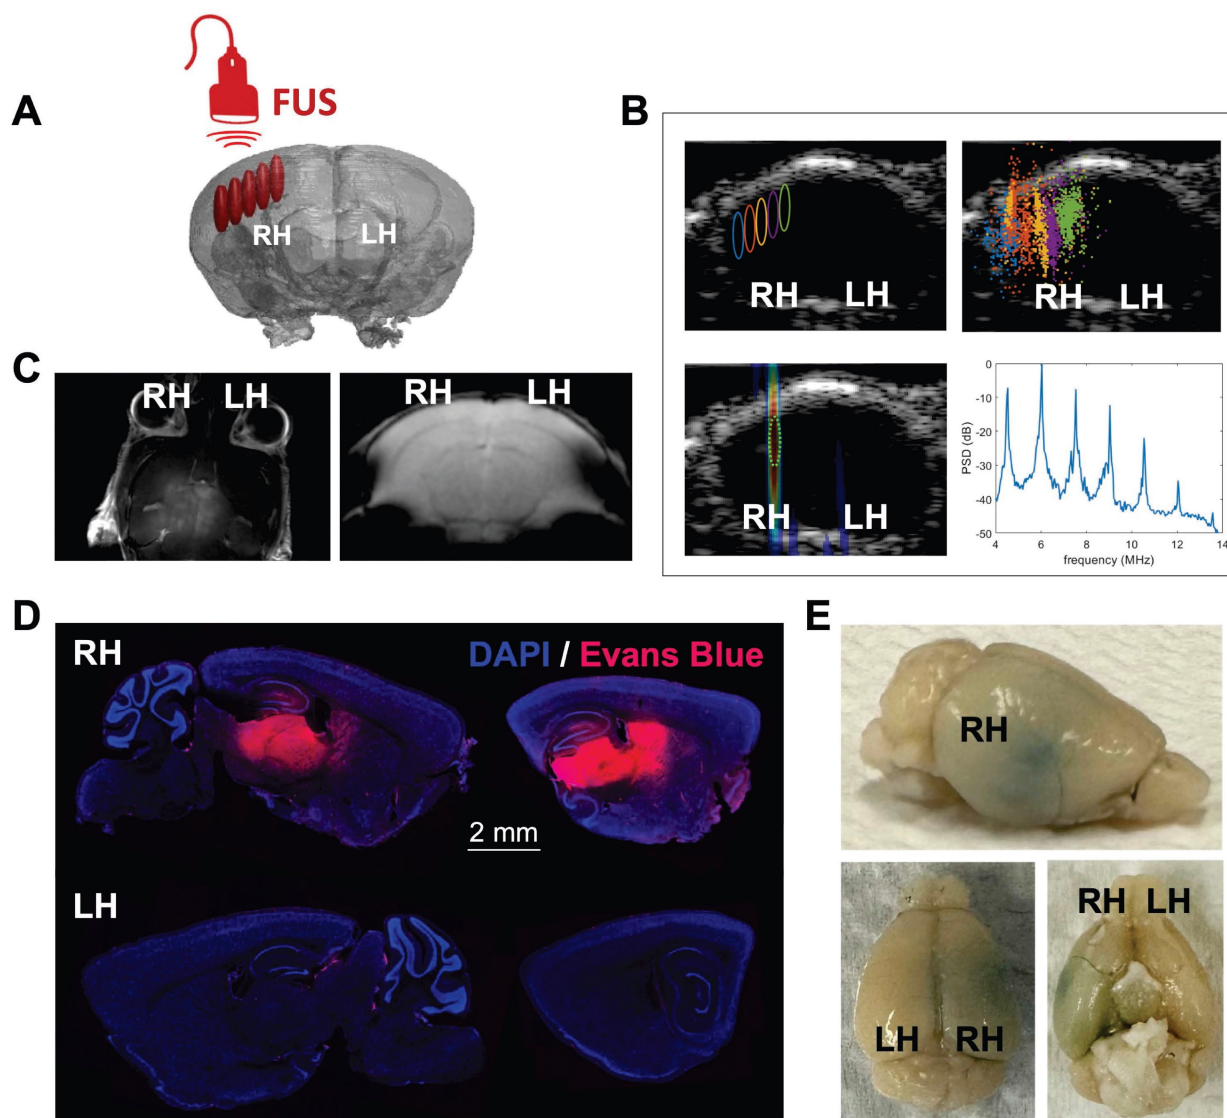 A
FUS
RH
LH
B
RH
LH
RH
LH
RH
LH
0
-10
-20
-30
-40
-50
PSD (dB)
4
6
8
10
12
14
frequency (MHz)
C
RH
LH
RH
LH
D
RH
DAPI / Evans Blue
2 mm
LH
E
RH
LH
RH
RH
LH